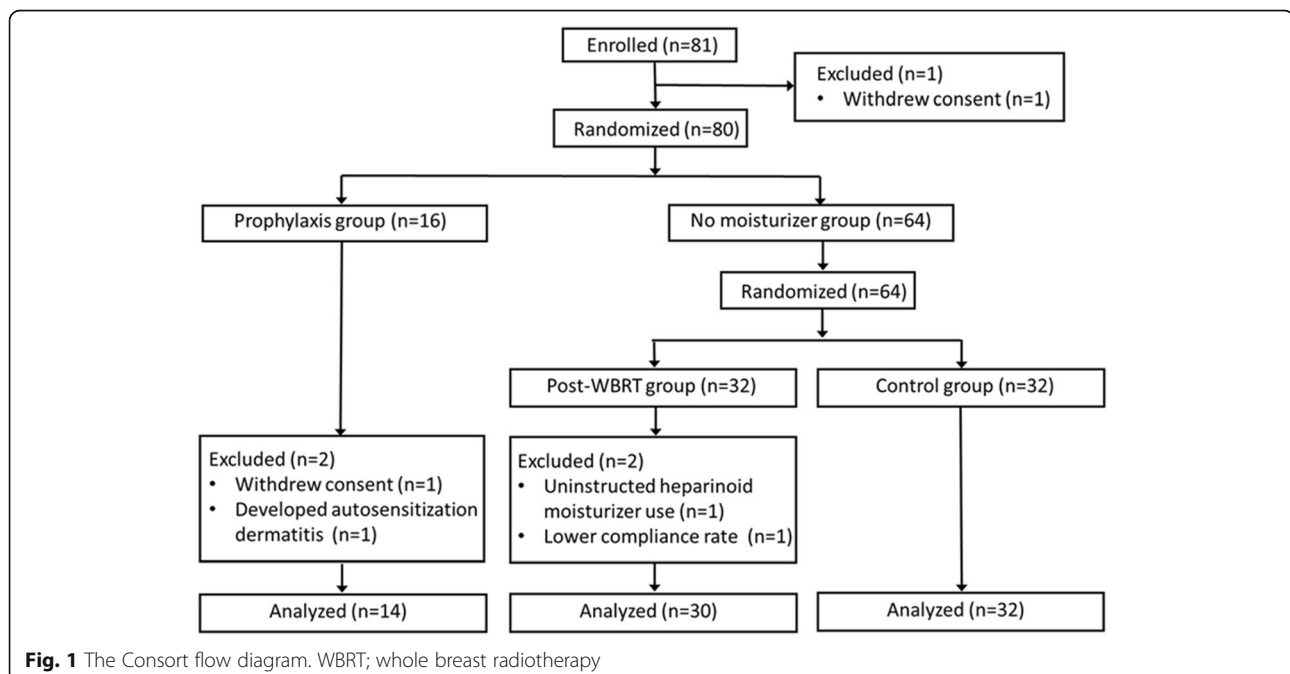 Enrolled (n=81)
Excluded (n=1)
• Withdrew consent (n=1)
Randomized (n=80)
Prophylaxis group (n=16)
No moisturizer group (n=64)
Randomized (n=64)
Post-WBRT group (n=32)
Control group (n=32)
Excluded (n=2)
• Withdrew consent (n=1)
• Developed autosensitization
dermatitis (n=1)
Excluded (n=2)
• Uninstructed heparinoid
moisturizer use (n=1)
• Lower compliance rate (n=1)
Analyzed (n=14)
Analyzed (n=30)
Analyzed (n=32)
Fig. 1 The Consort flow diagram. WBRT; whole breast radiotherapy